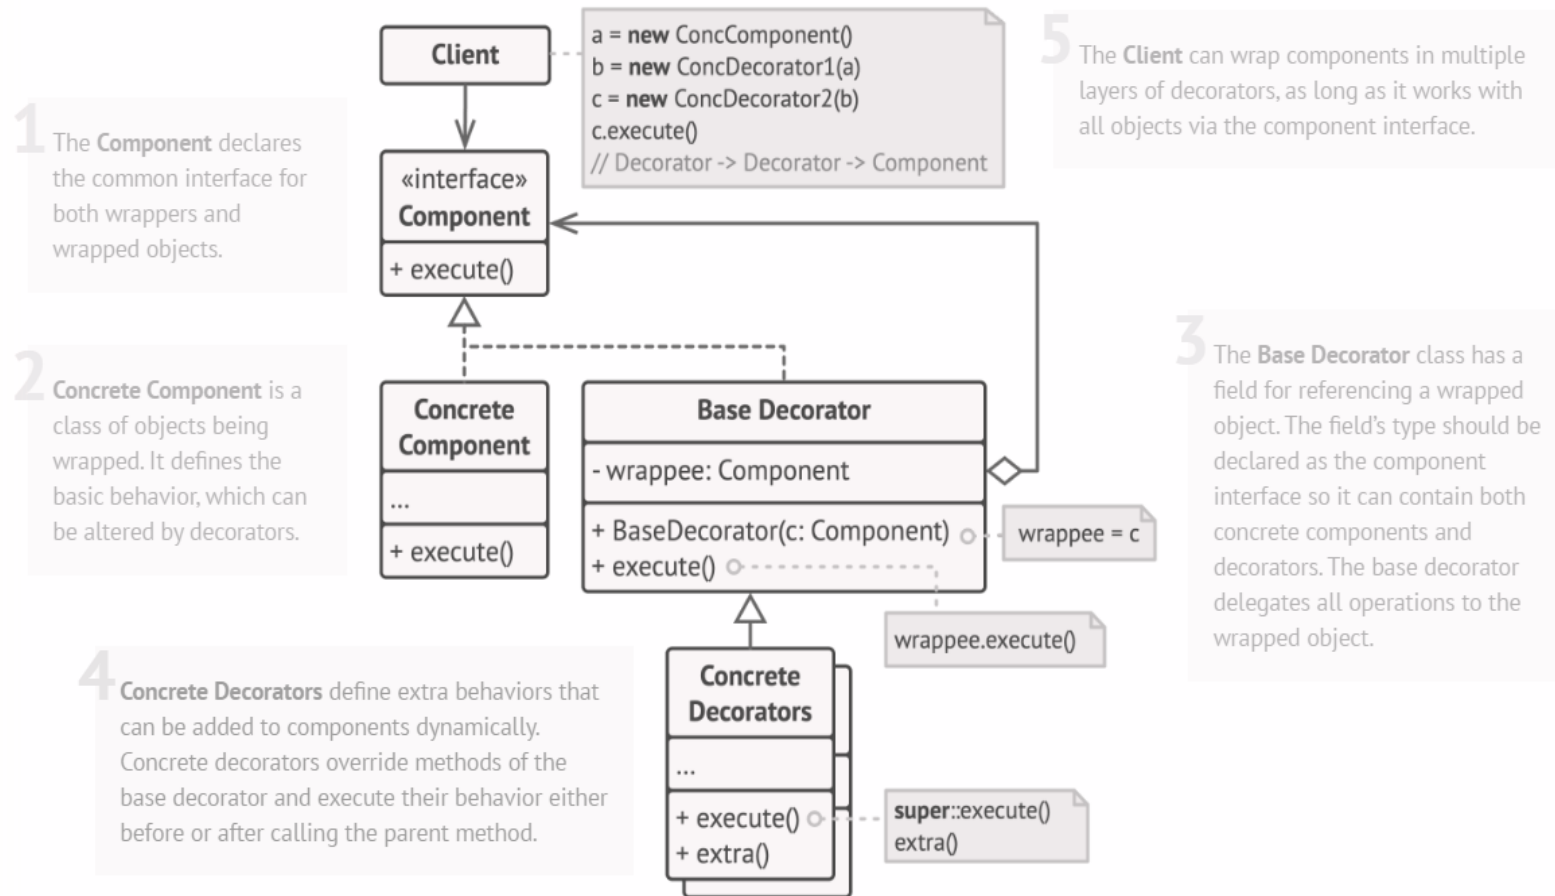 Client
a = new ConcComponent()
b = new ConcDecorator1(a)
c = new ConcDecorator2(b)
c.execute()
// Decorator -> Decorator -> Component
5
The Client can wrap components in multiple
layers of decorators, as long as it works with
all objects via the component interface.
1
The Component declares
the common interface for
both wrappers and
wrapped objects.
«interface»
Component
+ execute()
2
Concrete Component is a
class of objects being
wrapped. It defines the
basic behavior, which can
be altered by decorators.
Concrete
Component
...
+ execute()
Base Decorator
- wrappee: Component
+ BaseDecorator(c: Component)
+ execute()
wrappee = c
wrappee.execute()
3
The Base Decorator class has a
field for referencing a wrapped
object. The field's type should be
declared as the component
interface so it can contain both
concrete components and
decorators. The base decorator
delegates all operations to the
wrapped object.
4
Concrete Decorators define extra behaviors that
can be added to components dynamically.
Concrete decorators override methods of the
base decorator and execute their behavior either
before or after calling the parent method.
Concrete
Decorators
...
+ execute()
+ extra()
super::execute()
extra()